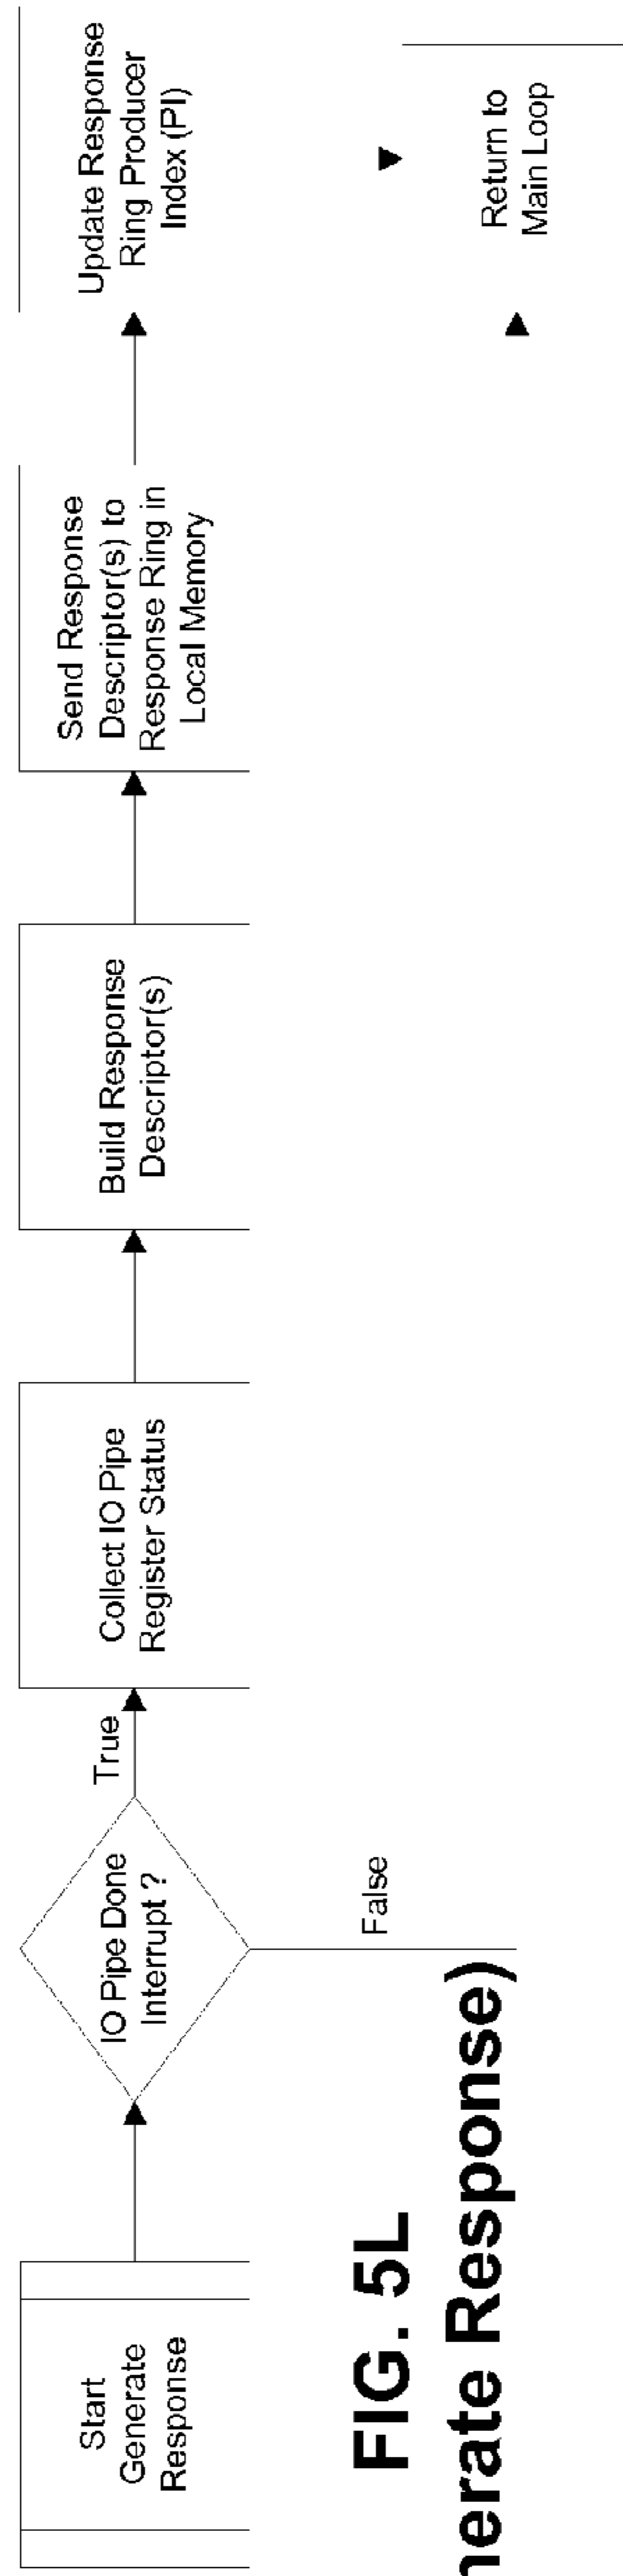 Start
Generate
Response
IO Pipe Done
Interrupt ?
True
False
Collect IO Pipe
Register Status
Build Response
Descriptor(s)
Send Response
Descriptor(s) to
Response Ring in
Local Memory
Update Response
Ring Producer
Index (PI)
Return to
Main Loop
FIG. 5L
nerate Response)